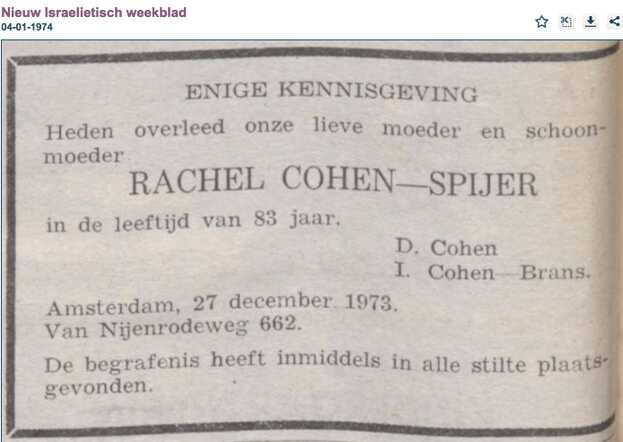 Nieuw Israelietisch weekblad
04-01-1974
ENIGE KENNISGEVING
Heden overleed onze lieve moeder en schoon-
moeder
RACHEL COHEN—SPIJER
in de leeftijd van 83 jaar.
D. Cohen
I. Cohen—Brans.
Amsterdam, 27 december 1973.
Van Nijenrodeweg 662.
De begrafenis heeft inmiddels in alle stilte plaats-
gevonden.